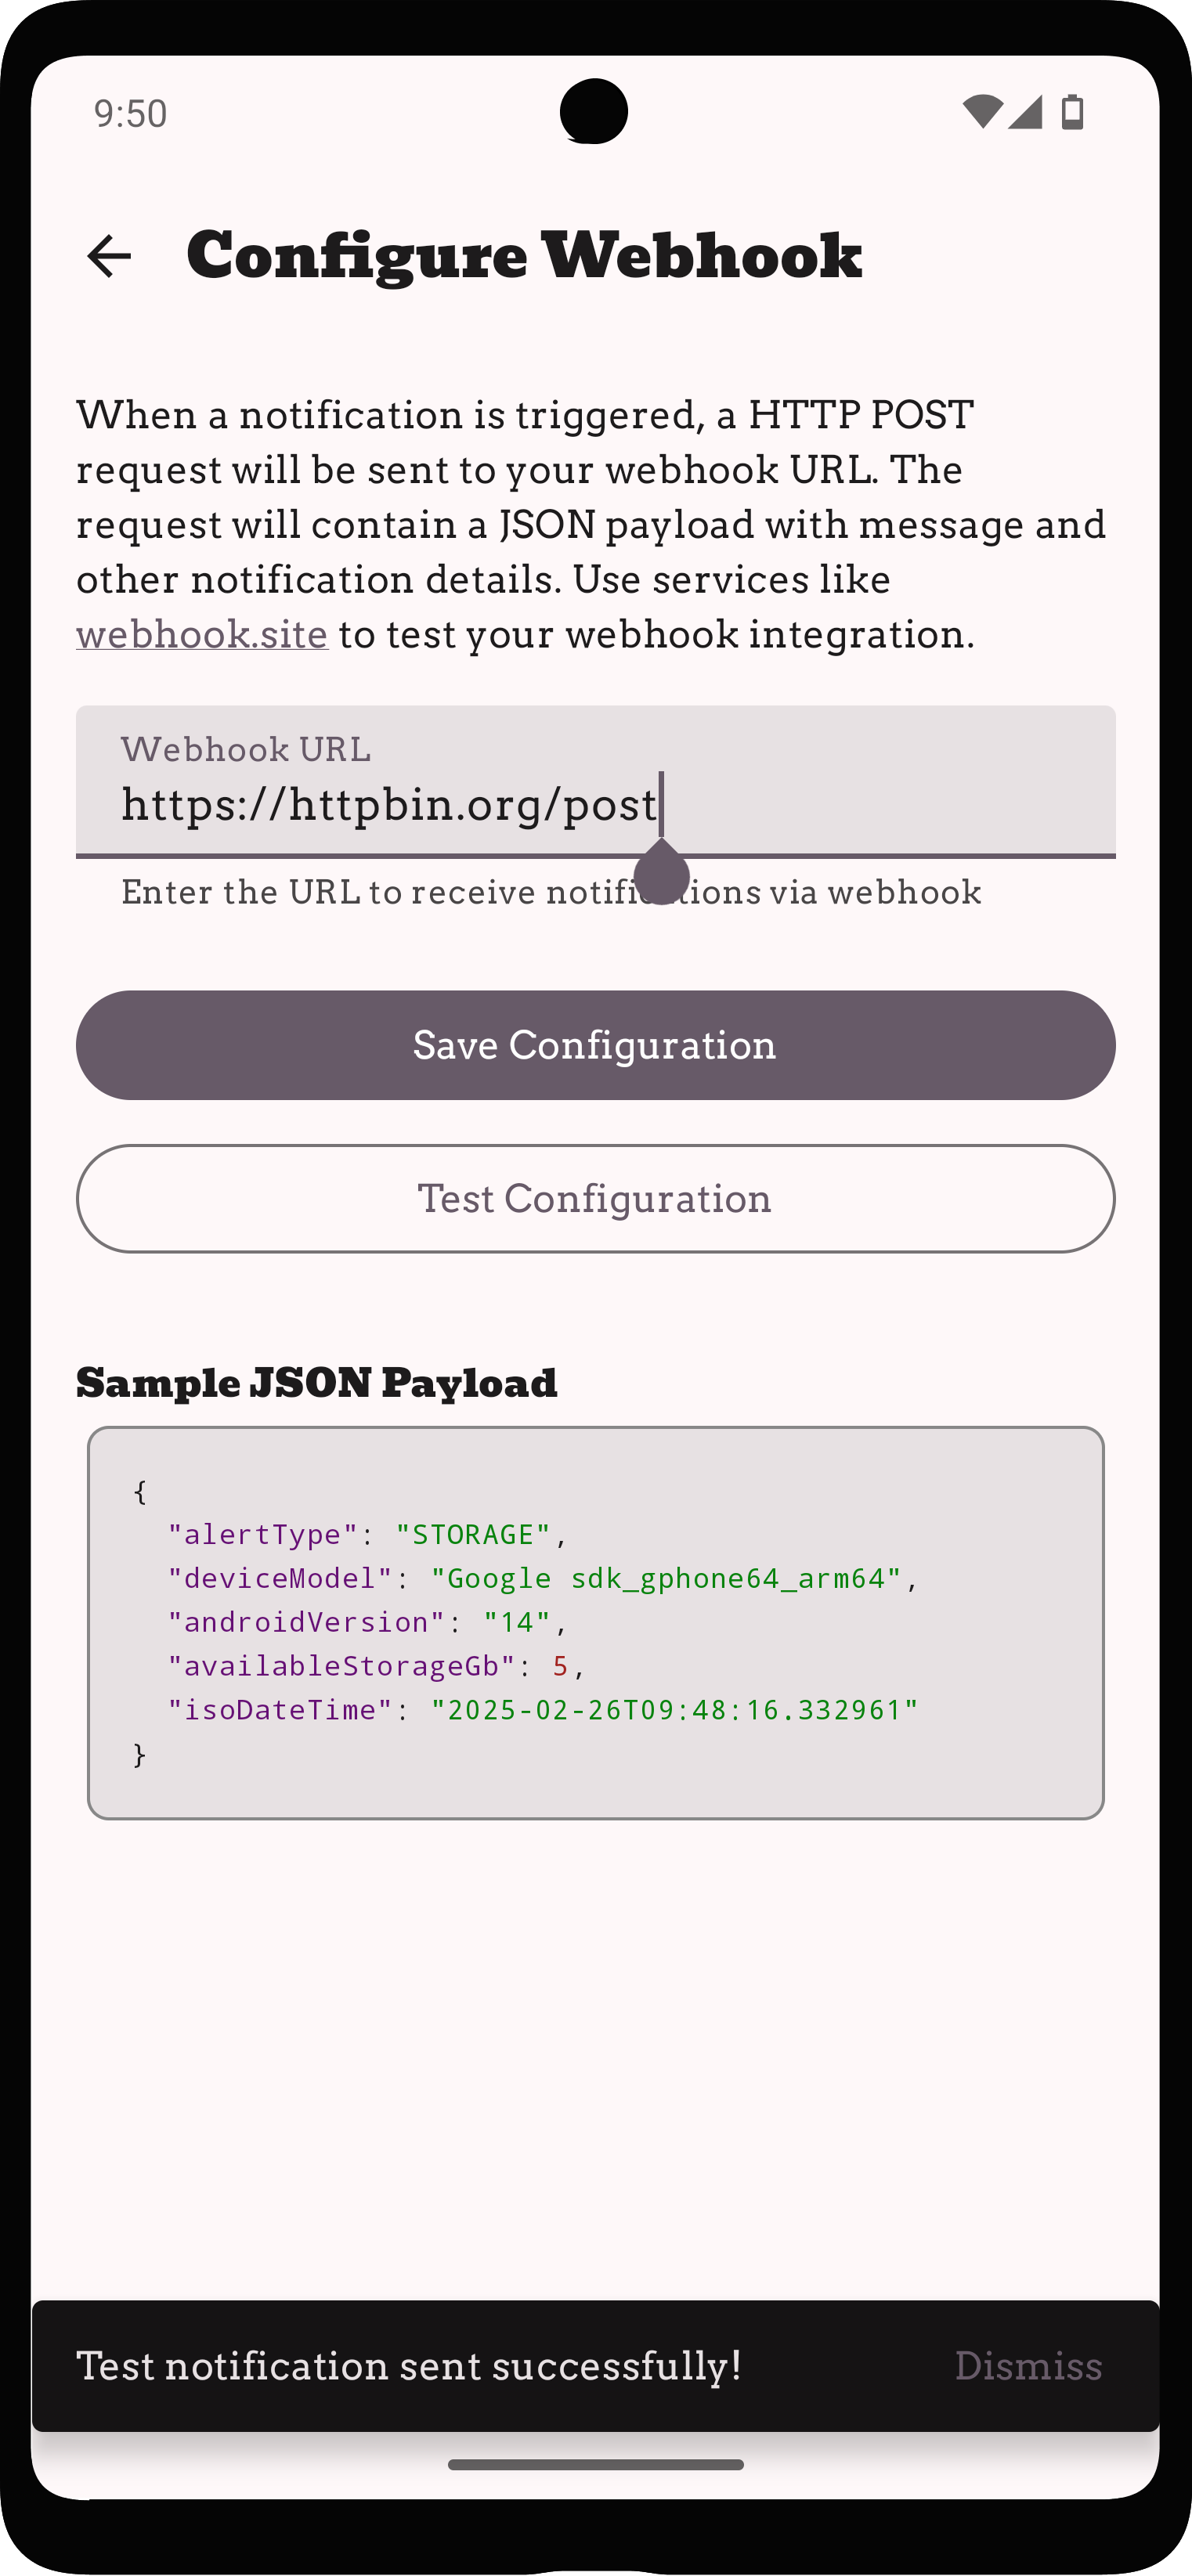 9:50
Configure Webhook
When a notification is triggered, a HTTP POST
request will be sent to your webhook URL. The
request will contain a JSON payload with message and
other notification details. Use services like
webhook.site to test your webhook integration.
Webhook URL
https://httpbin.org/post
Enter the URL to receive notifications via webhook
Save Configuration
Test Configuration
Sample JSON Payload
{
  "alertType": "STORAGE",
  "deviceModel": "Google sdk_gphone64_arm64",
  "androidVersion": "14",
  "availableStorageGb": 5,
  "isoDateTime": "2025-02-26T09:48:16.332961"
}
Test notification sent successfully! Dismiss